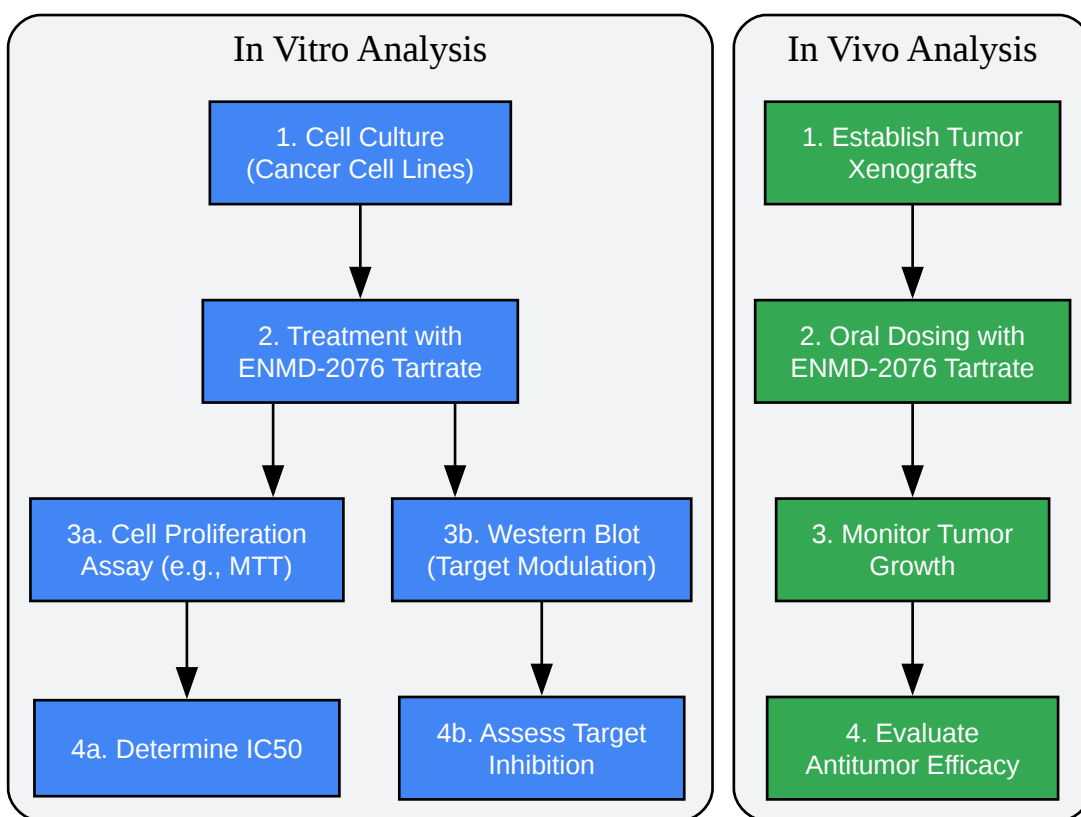 In Vitro Analysis
1. Cell Culture
(Cancer Cell Lines)
2. Treatment with
ENMD-2076 Tartrate
3a. Cell Proliferation
Assay (e.g., MTT)
3b. Western Blot
(Target Modulation)
4a. Determine IC50
4b. Assess Target
Inhibition
In Vivo Analysis
1. Establish Tumor
Xenografts
2. Oral Dosing with
ENMD-2076 Tartrate
3. Monitor Tumor
Growth
4. Evaluate
Antitumor Efficacy